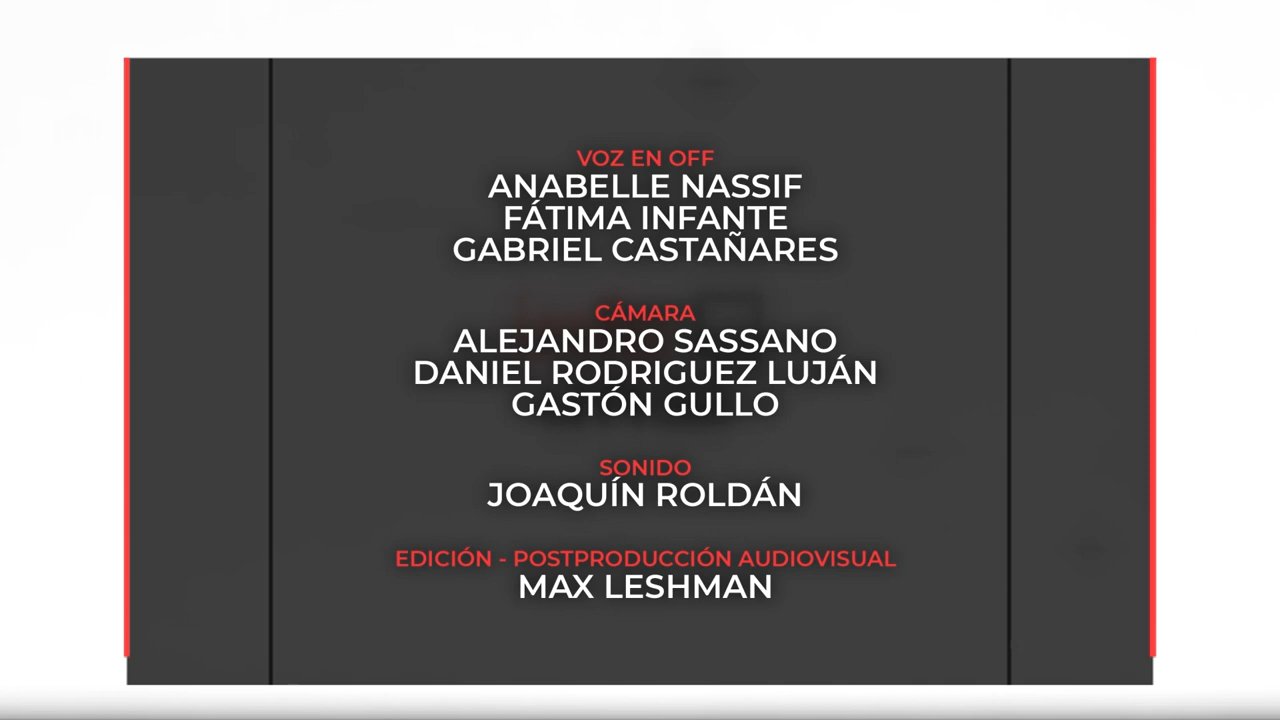 VOZ EN OFF
ANABELLE NASSIF
FÁTIMA INFANTE
GABRIEL CASTAÑARES
CÁMARA
ALEJANDRO SASSANO
DANIEL RODRIGUEZ LUJÁN
GASTÓN GULLO
SONIDO
JOAQUÍN ROLDÁN
EDICIÓN - POSTPRODUCCIÓN AUDIOVISUAL
MAX LESHMAN